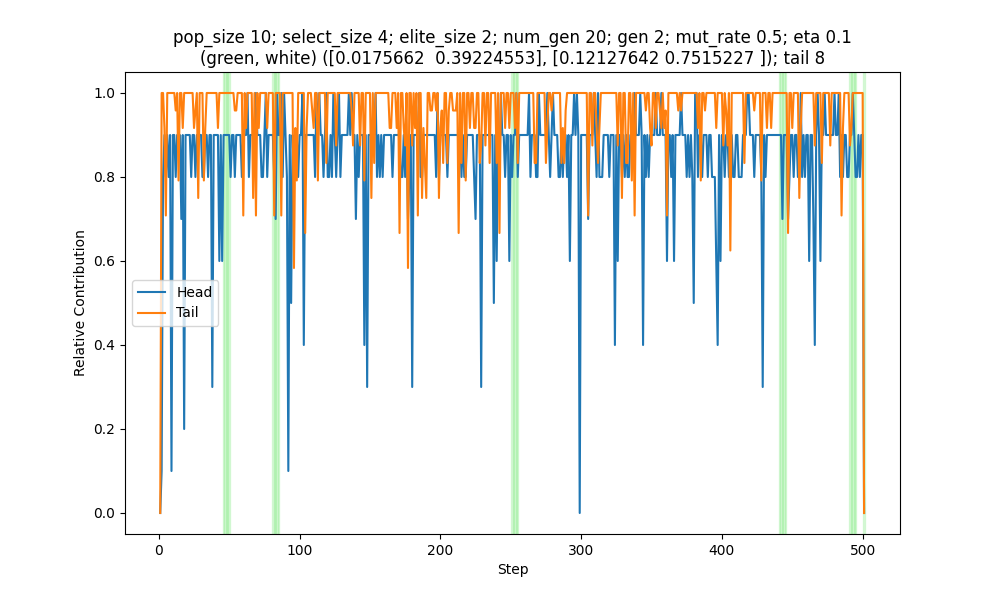 pop_size 10; select_size 4; elite_size 2; num_gen 20; gen 2; mut_rate 0.5; eta 0.1
(green, white) ([0.0175662  0.39224553], [0.12127642 0.7515227 ]); tail 8
1.0
0.8
0.6
0.4
0.2
0.0
Relative Contribution
Head
Tail
0
100
200
300
400
500
Step